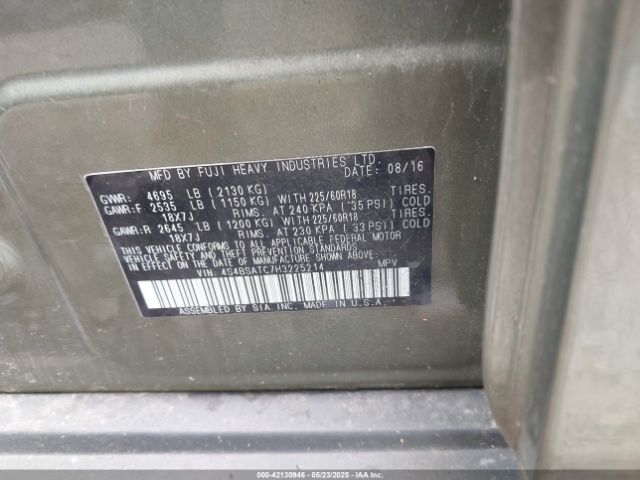 MFD BY FUJI HEAVY INDUSTRIES LTD.
DATE: 08/16
GVWR: 4695 LB (2130 KG)
GAWR:F 2535 LB (1150 KG) WITH 225/60R18 TIRES.
18X7J RIMS. AT 240 KPA (35 PSI) COLD
GAWR:R 2645 LB (1200 KG) WITH 225/60R18 TIRES.
18X7J RIMS. AT 230 KPA (33 PSI) COLD
THIS VEHICLE CONFORMS TO ALL APPLICABLE FEDERAL MOTOR
VEHICLE SAFETY AND THEFT PREVENTION STANDARDS
IN EFFECT ON THE DATE OF MANUFACTURE SHOWN ABOVE.
VIN: 4S4BSATC7H3225214 MPV
ASSEMBLED BY SIA INC. MADE IN U.S.A.
000-42130946 | 05/23/2025 | Copart, Inc.